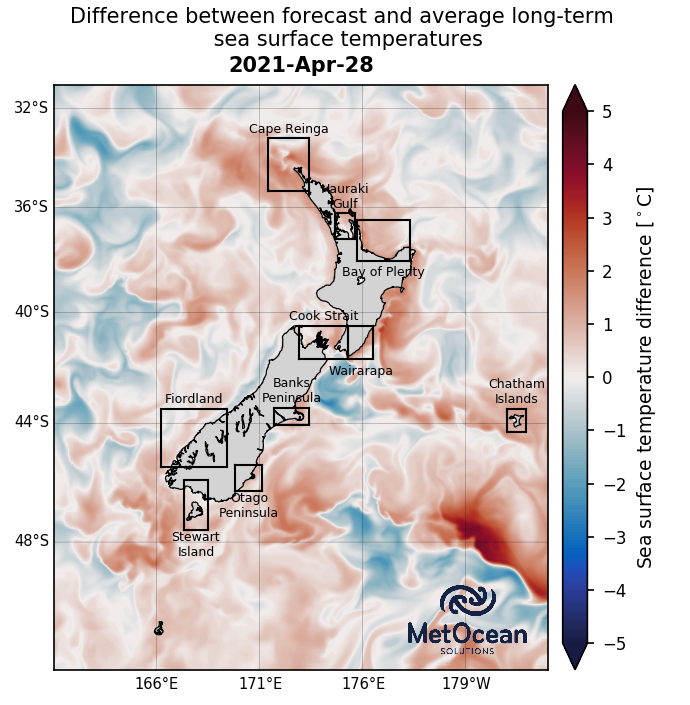 Difference between forecast and average long-term
sea surface temperatures
2021-Apr-28
32°S
36°S
40°S
44°S
48°S
Cape Reinga
Hauraki
Gulf
Bay of Plenty
Cook Strait
Wairarapa
Banks
Peninsula
Fiordland
Chatham
Islands
Otago
Peninsula
Stewart
Island
MetOcean
SOLUTIONS
166°E
171°E
176°E
179°W
5
4
3
2
1
0
−1
−2
−3
−4
−5
Sea surface temperature difference [°C]